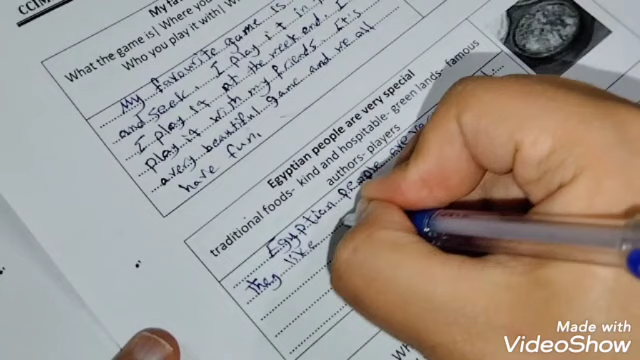 CCIM
My fa
What the game is| Where you
Who you play it with| W
My favourite game is
and seek. I play it in
I play it at the week end. I
play it with my friends. It is
a very beautiful game and we all
have fun.
Egyptian people are very special
traditional foods- kind and hospitable- green lands- famous
authors- players
Egyptian people are ve
they like
Made with
VideoShow